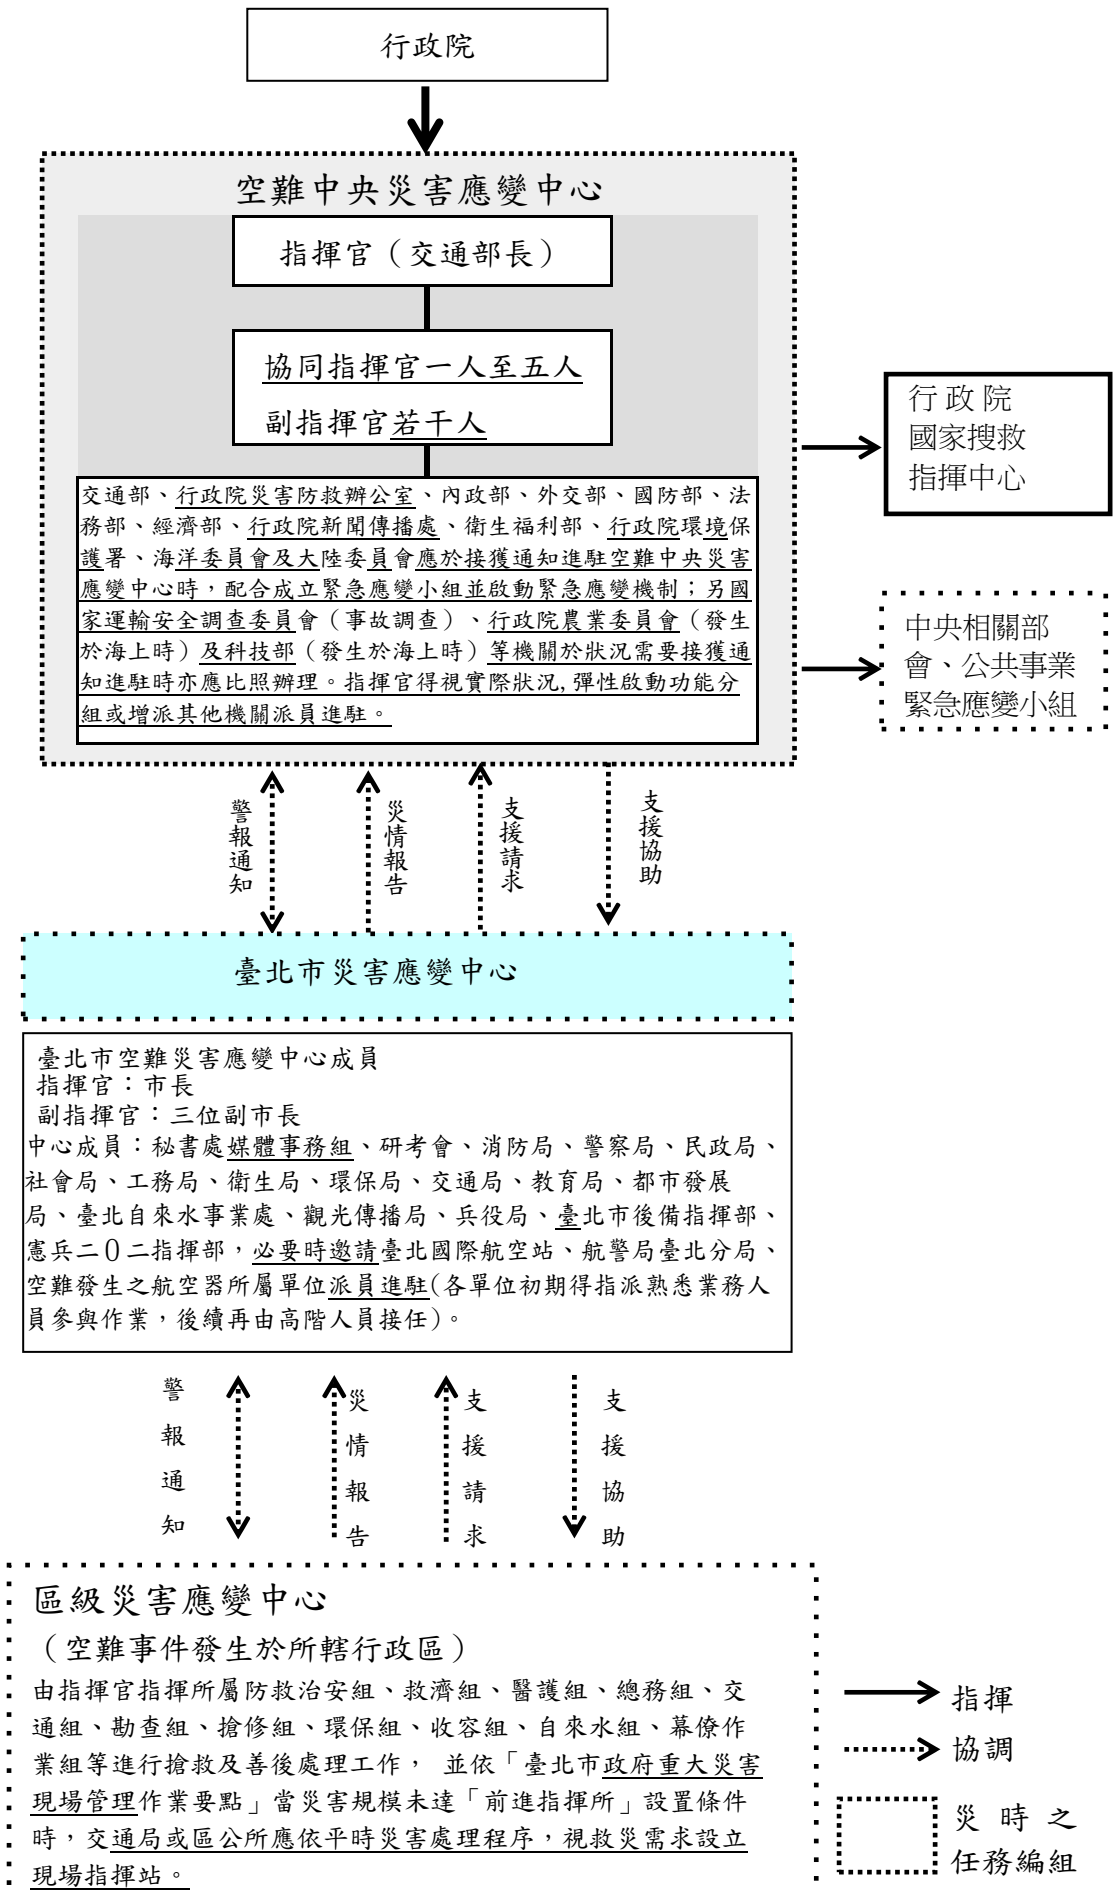 行政院
空難中央災害應變中心
指揮官（交通部長）
協同指揮官一人至五人
副指揮官若干人
交通部、行政院災害防救辦公室、內政部、外交部、國防部、法
務部、經濟部、行政院新聞傳播處、衛生福利部、行政院環境保
護署、海洋委員會及大陸委員會應於接獲通知進駐空難中央災害
應變中心時，配合成立緊急應變小組並啟動緊急應變機制；另國
家運輸安全調查委員會（事故調查）、行政院農業委員會（發生
於海上時）及科技部（發生於海上時）等機關於狀況需要接獲通
知進駐時亦應比照辦理。指揮官得視實際狀況,彈性啟動功能分
組或增派其他機關派員進駐。
行政院
國家搜救
指揮中心
中央相關部
會、公共事業
緊急應變小組
警報通知
災情報告
支援請求
支援協助
臺北市災害應變中心
臺北市空難災害應變中心成員
指揮官：市長
副指揮官：三位副市長
中心成員：秘書處媒體事務組、研考會、消防局、警察局、民政局、
社會局、工務局、衛生局、環保局、交通局、教育局、都市發展
局、臺北自來水事業處、觀光傳播局、兵役局、臺北市後備指揮部、
憲兵二0二指揮部，必要時邀請臺北國際航空站、航警局臺北分局、
空難發生之航空器所屬單位派員進駐(各單位初期得指派熟悉業務人
員參與作業，後續再由高階人員接任)。
警報通知
災情報告
支援請求
支援協助
區級災害應變中心
（空難事件發生於所轄行政區）
由指揮官指揮所屬防救治安組、救濟組、醫護組、總務組、交
通組、勘查組、搶修組、環保組、收容組、自來水組、幕僚作
業組等進行搶救及善後處理工作， 並依「臺北市政府重大災害
現場管理作業要點」當災害規模未達「前進指揮所」設置條件
時，交通局或區公所應依平時災害處理程序，視救災需求設立
現場指揮站。
指揮
協調
災時之
任務編組